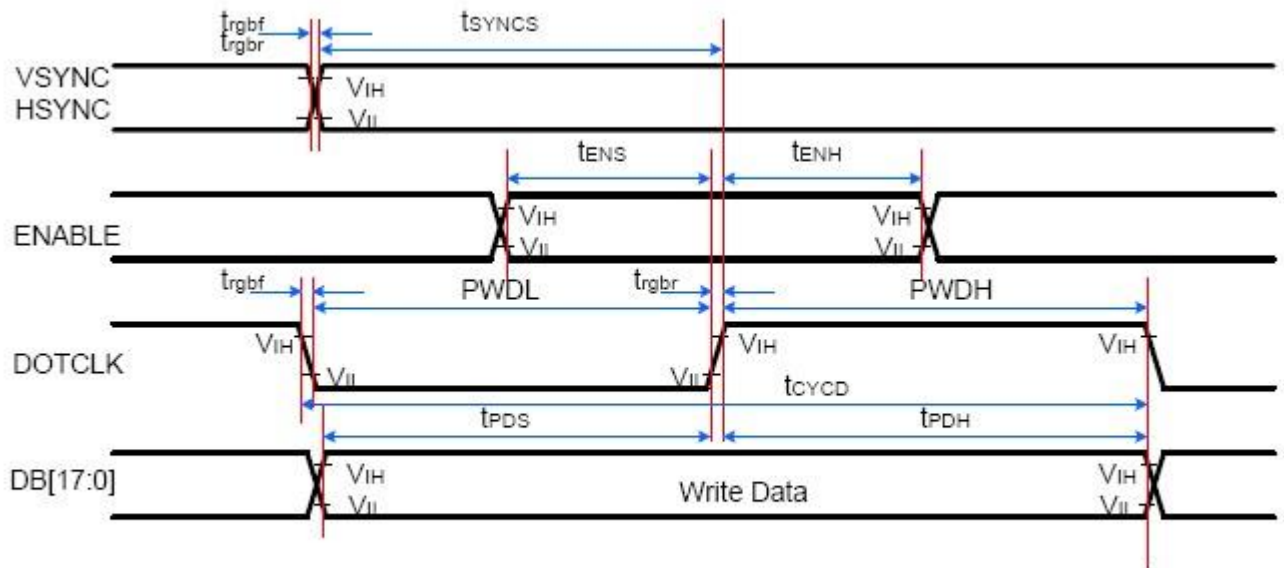 trgbf tSYNCS
trgbr
VSYNC VIH
HSYNC VIL
tENS tENH
VIH VIH
ENABLE VIL VIL
trgbf PWDL trgbr PWDH
VIH VIH VIH
DOTCLK VIL VIL
tCYCD
tPDS tPDH
DB[17:0] VIH Write Data VIH
VIL VIL